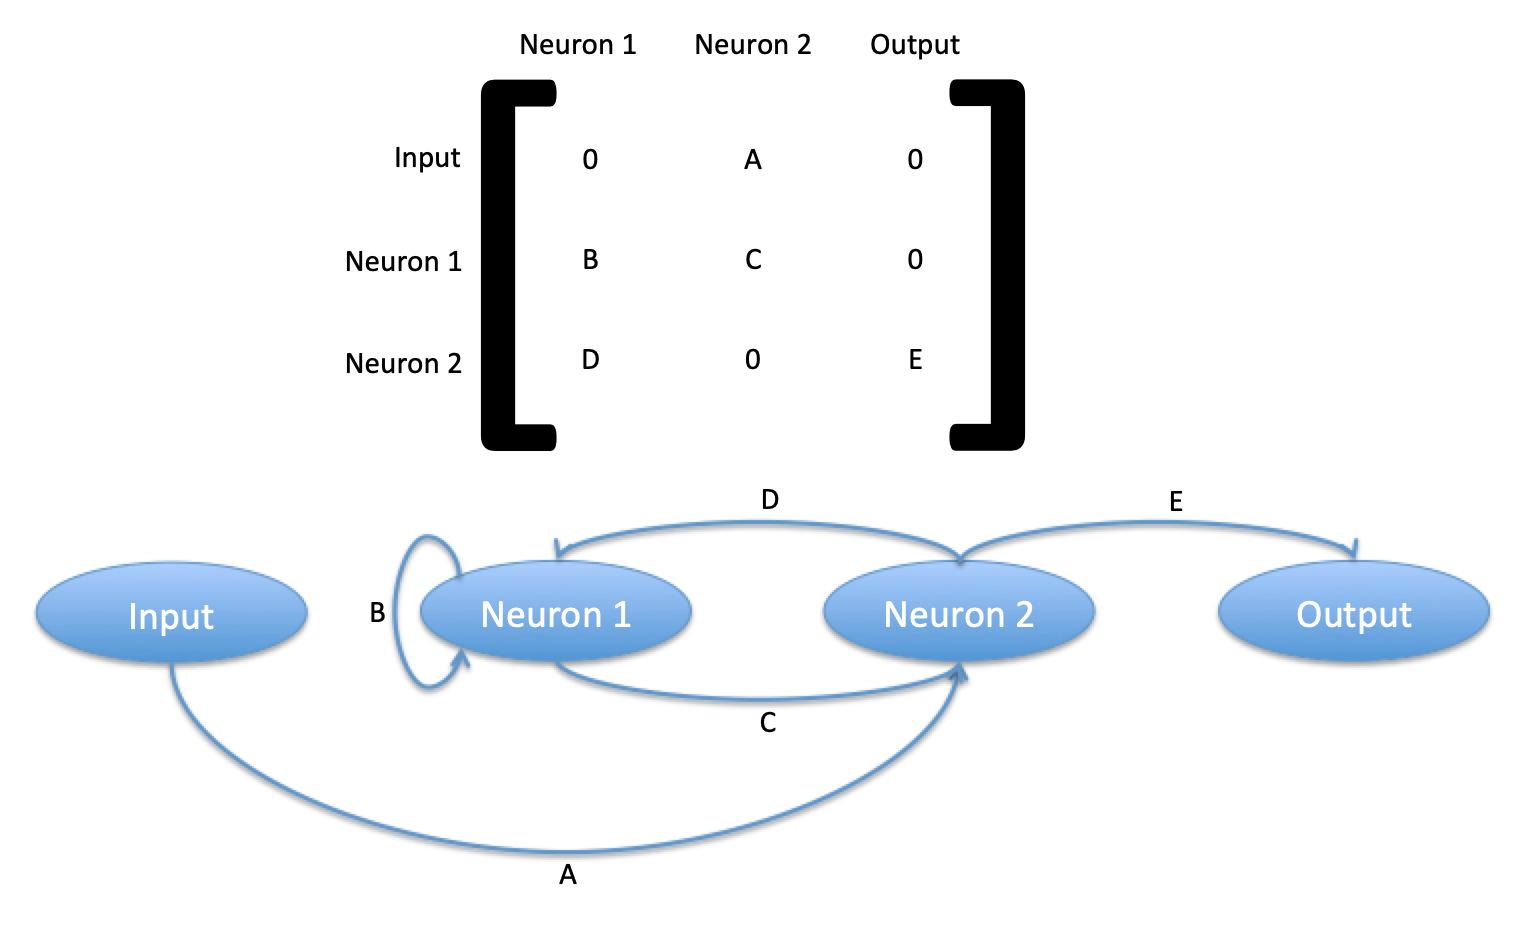 Neuron 1 Neuron 2 Output
Input 0 A 0
Neuron 1 B C 0
Neuron 2 D 0 E
D E
B
Input Neuron 1 Neuron 2 Output
C
A